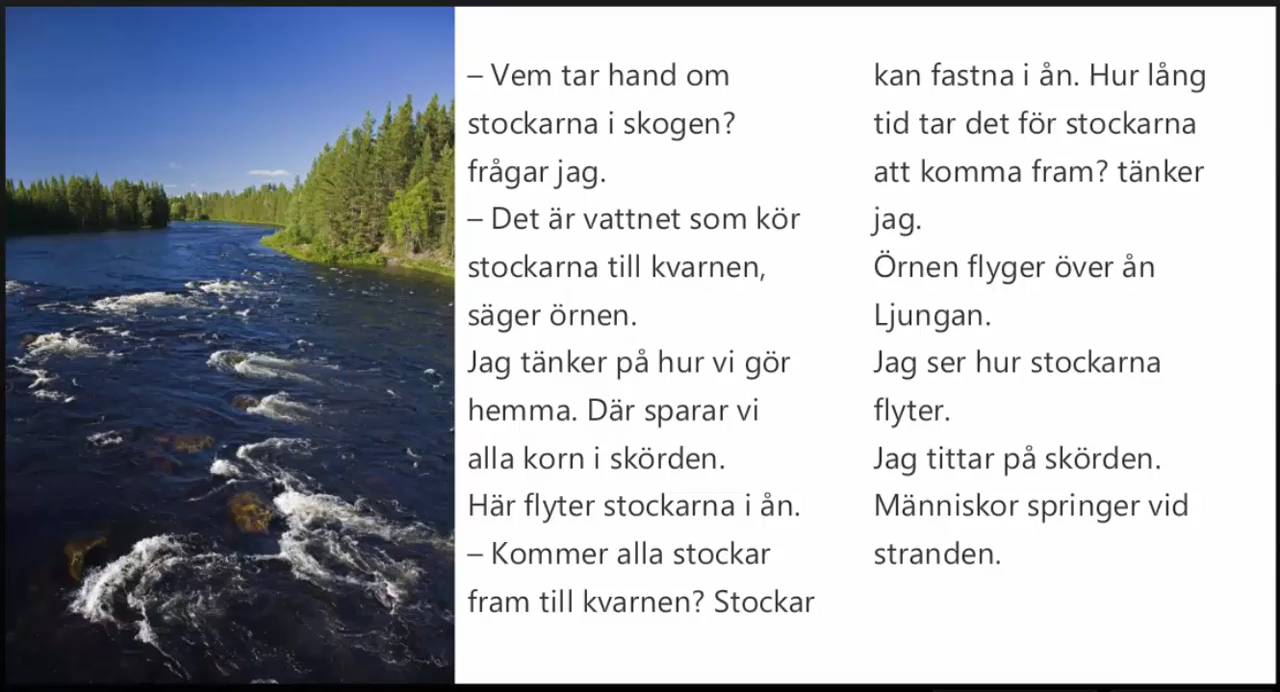 – Vem tar hand om
stockarna i skogen?
frågar jag.
– Det är vattnet som kör
stockarna till kvarnen,
säger örnen.
Jag tänker på hur vi gör
hemma. Där sparar vi
alla korn i skörden.
Här flyter stockarna i ån.
– Kommer alla stockar
fram till kvarnen? Stockar
kan fastna i ån. Hur lång
tid tar det för stockarna
att komma fram? tänker
jag.
Örnen flyger över ån
Ljungan.
Jag ser hur stockarna
flyter.
Jag tittar på skörden.
Människor springer vid
stranden.